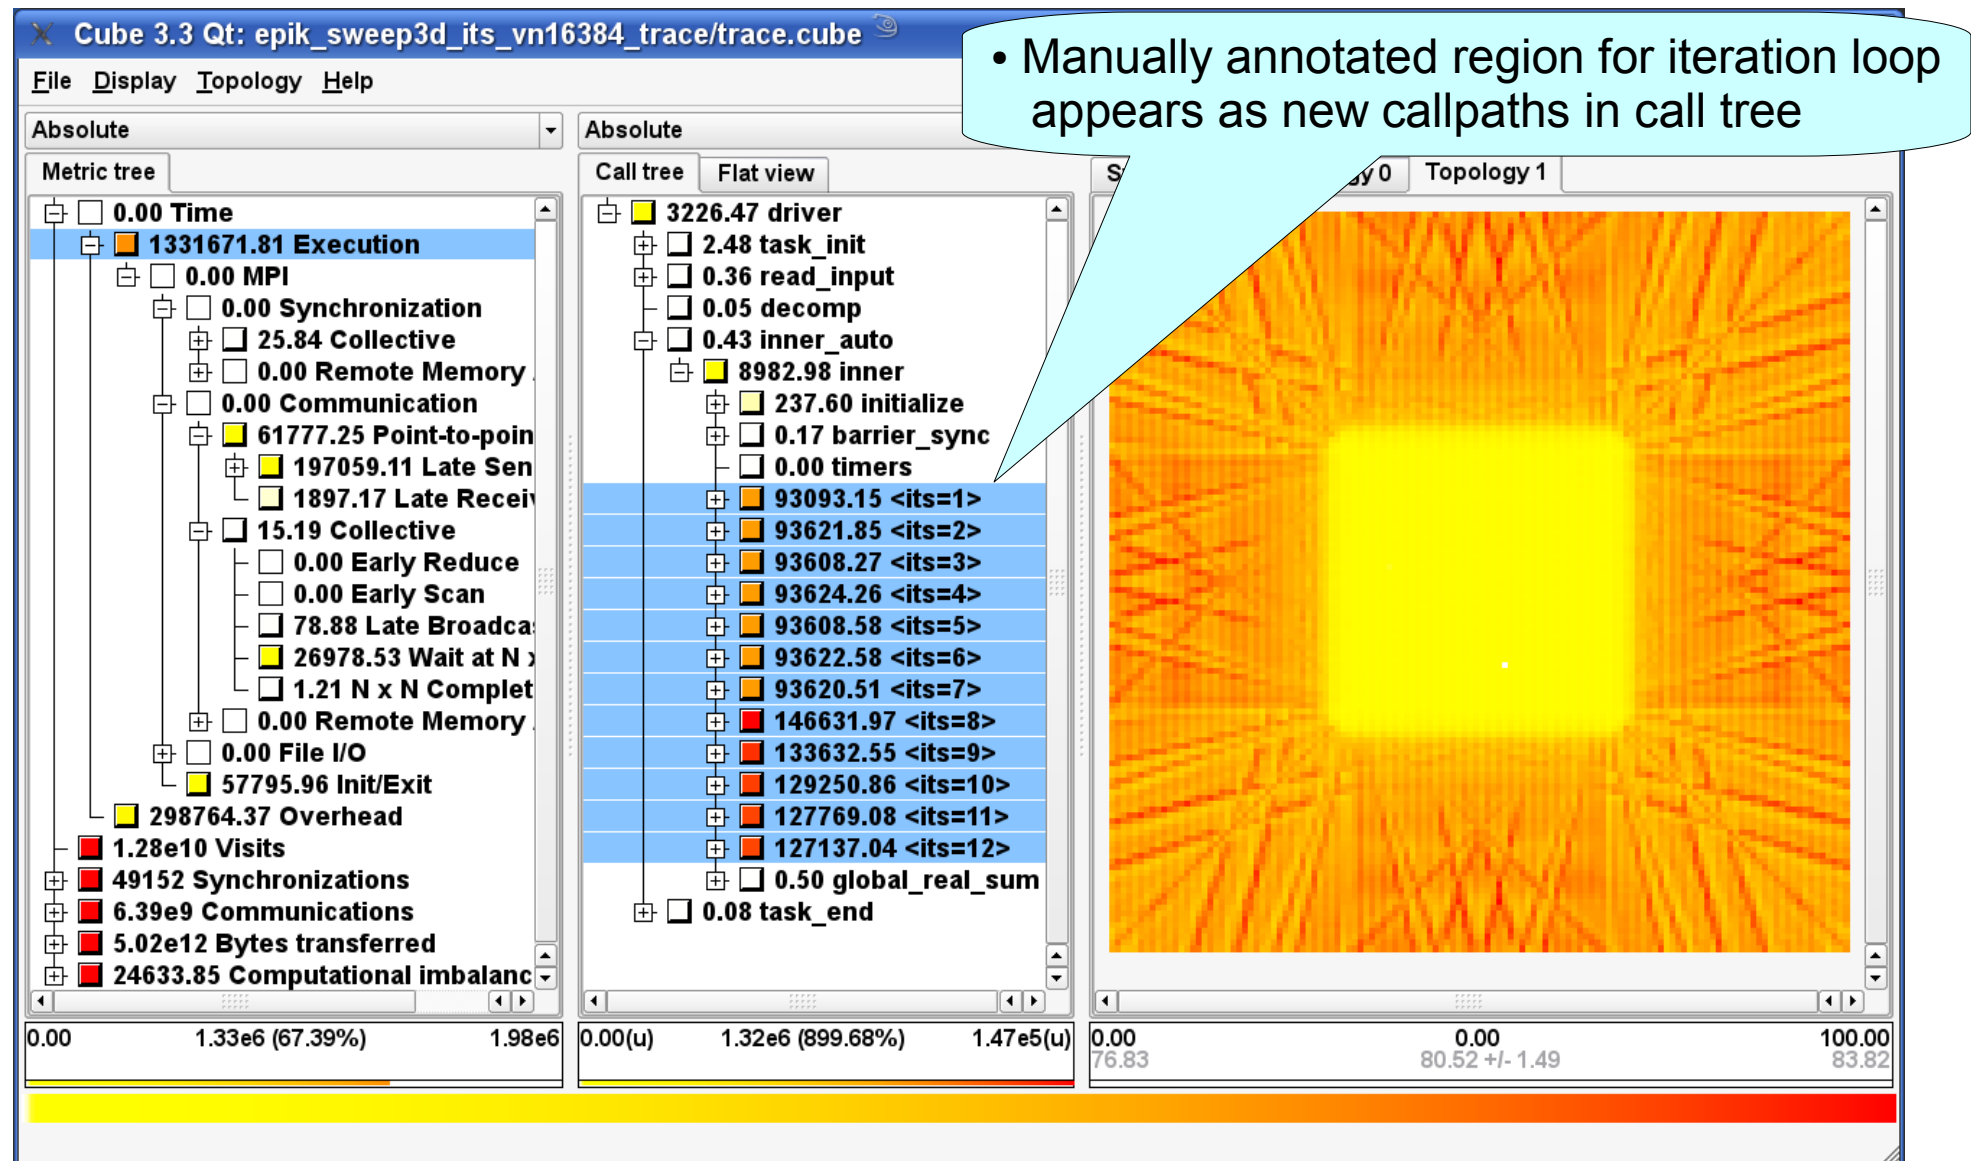 Cube 3.3 Qt: epik_sweep3d_its_vn16384_trace/trace.cube
• Manually annotated region for iteration loop
appears as new callpaths in call tree
File Display Topology Help
Absolute
Metric tree
0.00 Time
1331671.81 Execution
0.00 MPI
0.00 Synchronization
25.84 Collective
0.00 Remote Memory
0.00 Communication
61777.25 Point-to-poin
197059.11 Late Sen
1897.17 Late Recei
15.19 Collective
0.00 Early Reduce
0.00 Early Scan
78.88 Late Broadca
26978.53 Wait at N
1.21 N x N Complet
0.00 Remote Memory
0.00 File I/O
57795.96 Init/Exit
298764.37 Overhead
1.28e10 Visits
49152 Synchronizations
6.39e9 Communications
5.02e12 Bytes transferred
24633.85 Computational imbalanc
0.00 1.33e6 (67.39%) 1.98e6
Absolute
Call tree Flat view
3226.47 driver
2.48 task_init
0.36 read_input
0.05 decomp
0.43 inner_auto
8982.98 inner
237.60 initialize
0.17 barrier_sync
0.00 timers
93093.15 <its=1>
93621.85 <its=2>
93608.27 <its=3>
93624.26 <its=4>
93608.58 <its=5>
93622.58 <its=6>
93620.51 <its=7>
146631.97 <its=8>
133632.55 <its=9>
129250.86 <its=10>
127769.08 <its=11>
127137.04 <its=12>
0.50 global_real_sum
0.08 task_end
0.00(u) 1.32e6 (899.68%) 1.47e5(u)
S gy 0 Topology 1
0.00 0.00 100.00
76.83 80.52 +/- 1.49 83.82